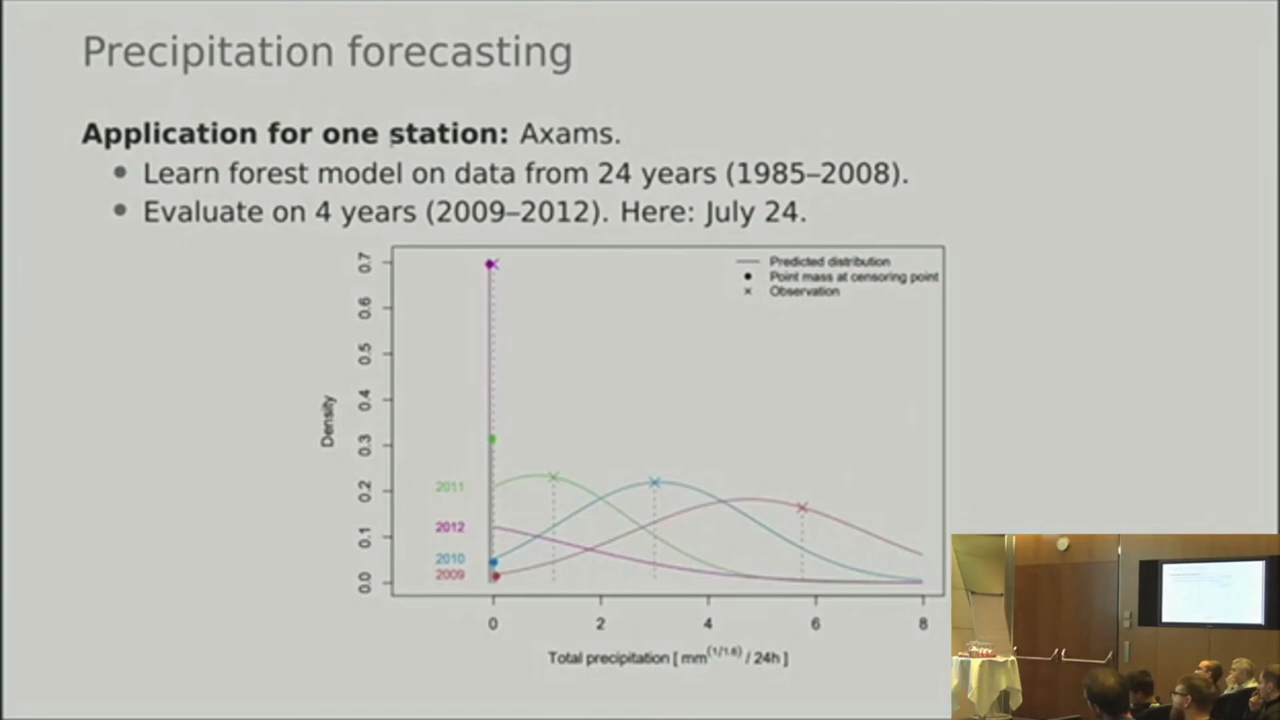 Precipitation forecasting
Application for one station: Axams.
• Learn forest model on data from 24 years (1985–2008).
• Evaluate on 4 years (2009–2012). Here: July 24.
Predicted distribution
Point mass at censoring point
Observation
0.7
0.6
0.5
0.4
0.3
0.2
0.1
0.0
Density
2011
2012
2010
2009
0 2 4 6 8
Total precipitation [ mm^(1/1.6) / 24h ]